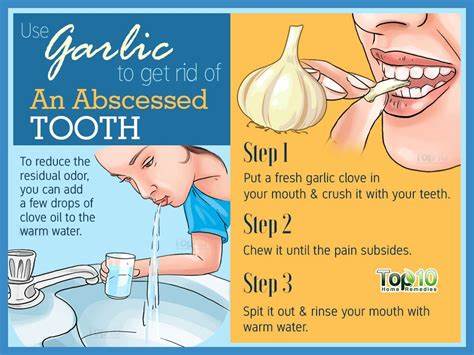 Use
Garlic
to get rid of
An Abscessed
TOOTH
To reduce the
residual odor,
you can add
a few drops of
clove oil to the
warm water.
Step 1
Put a fresh garlic clove in
your mouth & crush it with your teeth.
Step 2
Chew it until the pain subsides.
Step 3
Top10
Home Remedies
Spit it out & rinse your mouth with
warm water.